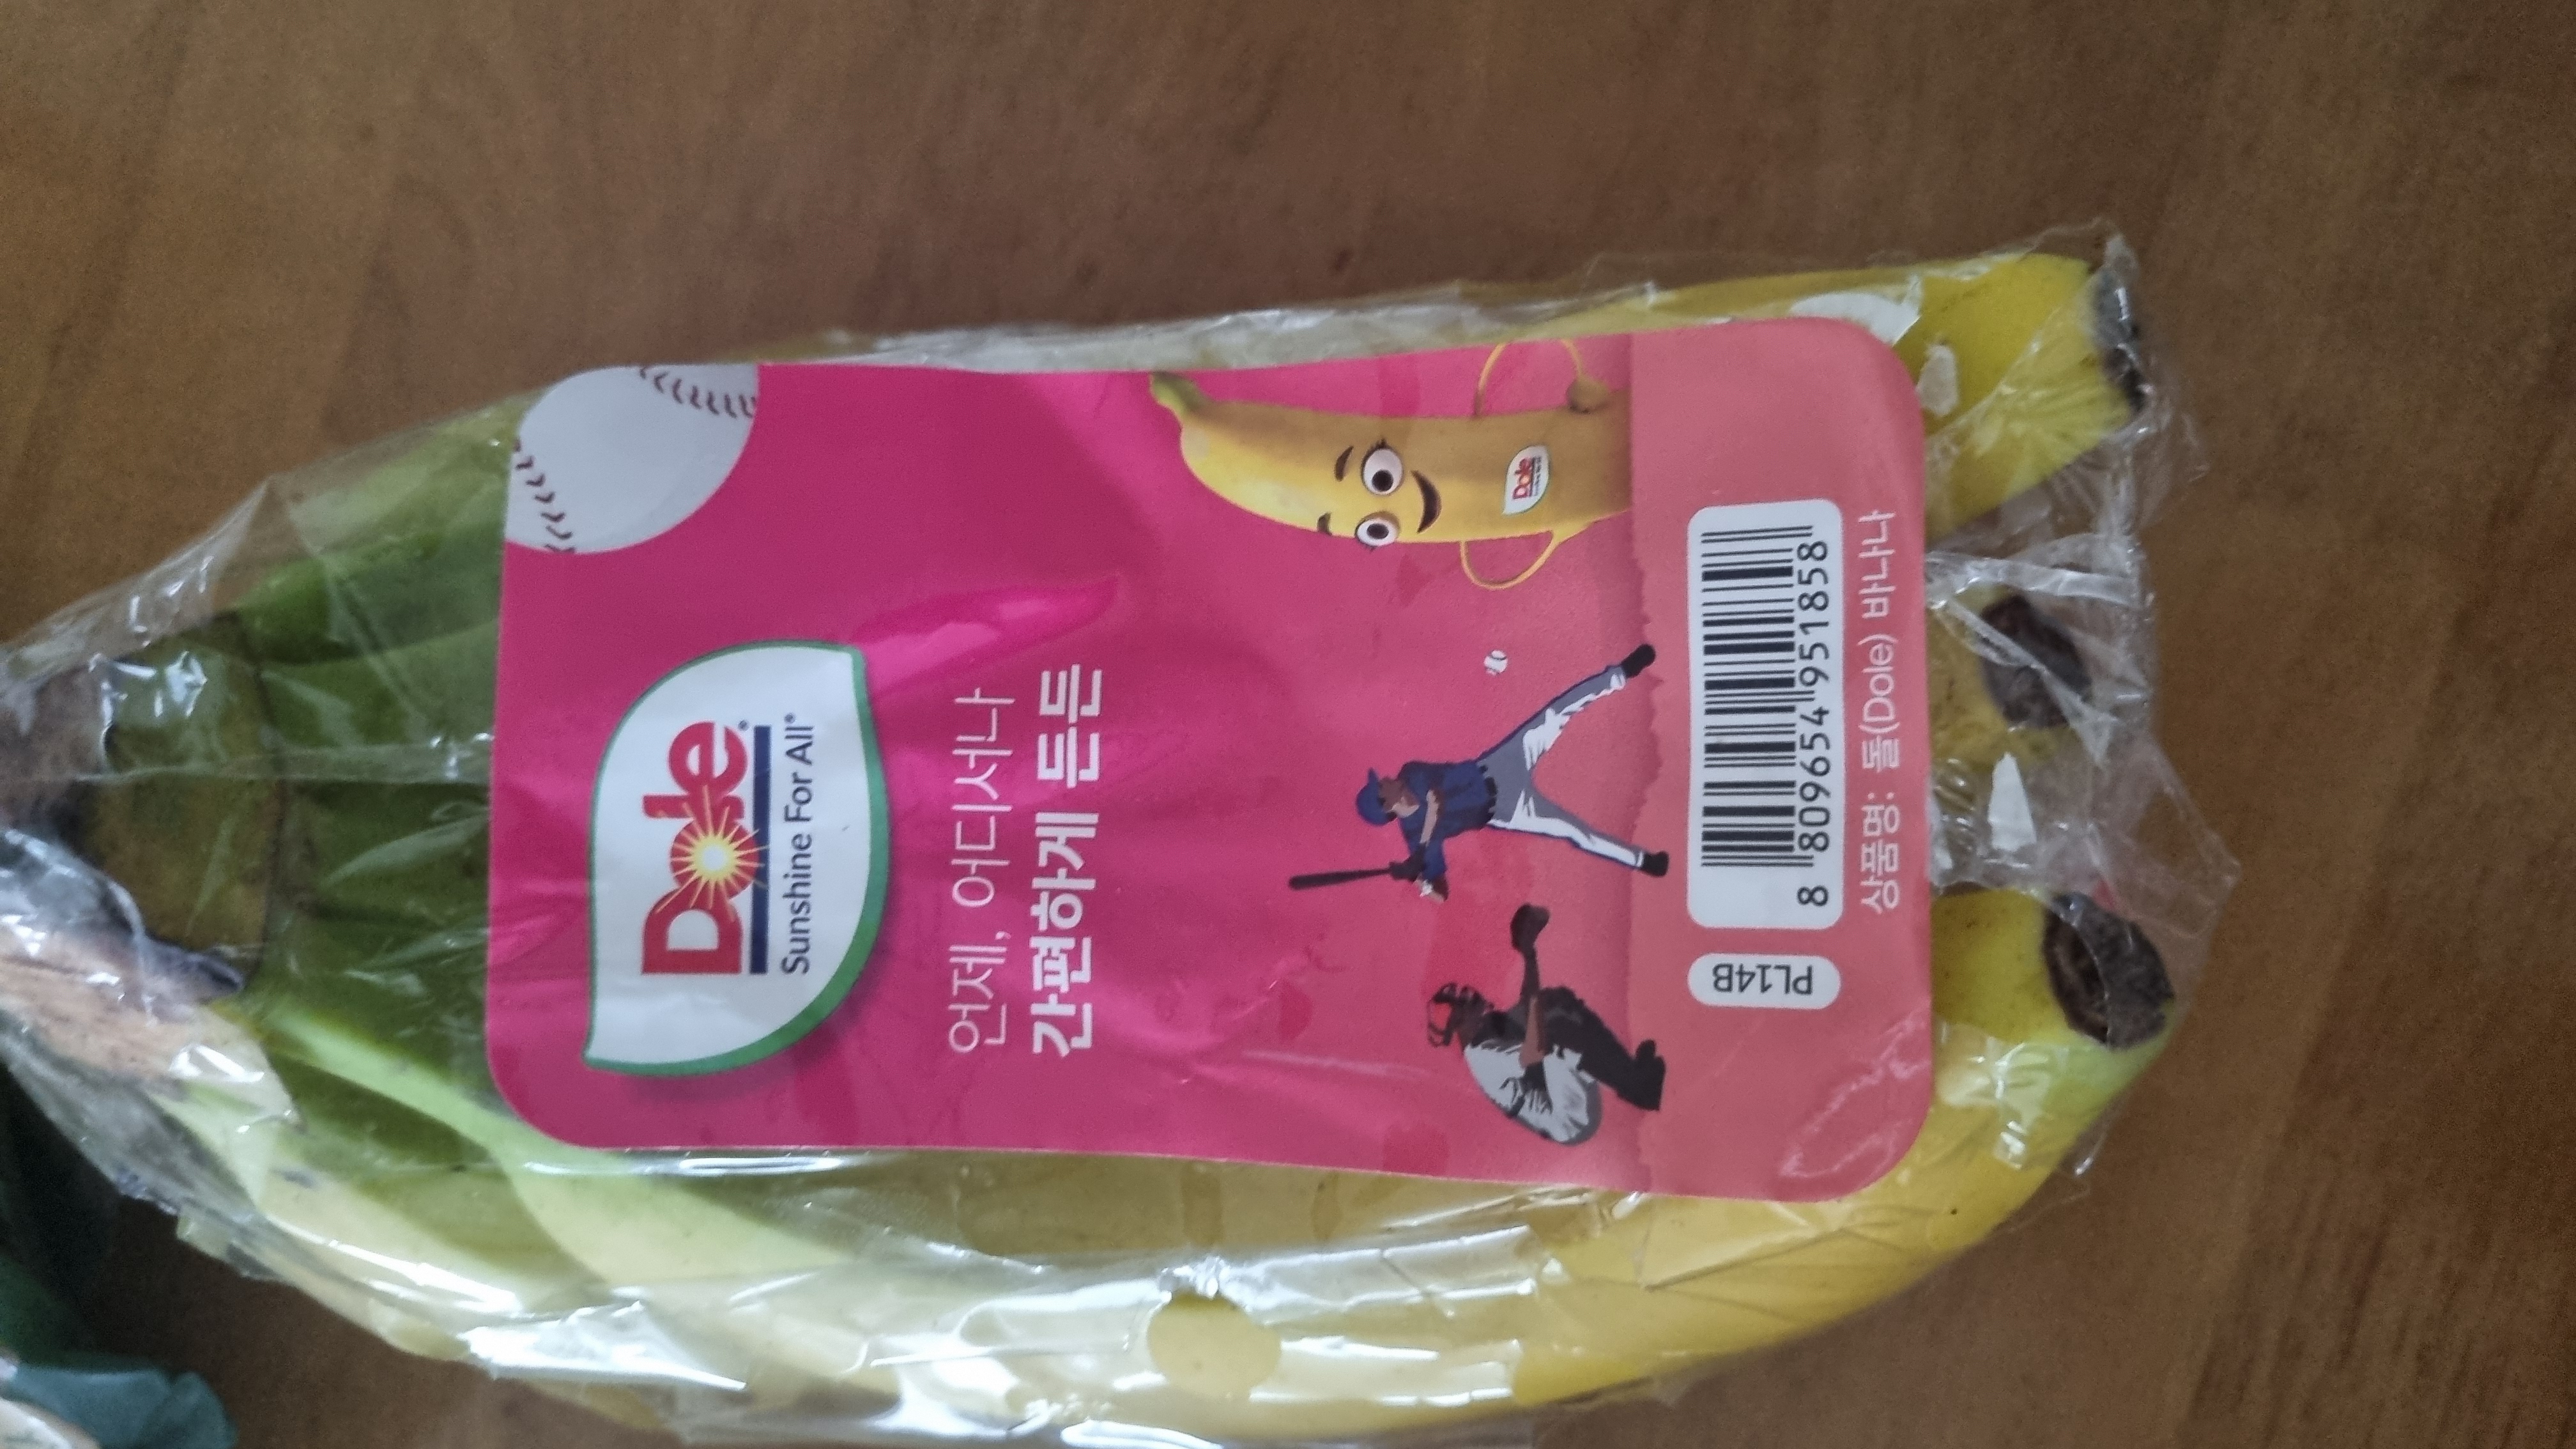 Dole®
Sunshine For All®
언제, 어디서나
간편하게 든든
Dole
PL14B
8 809654 951858
상품명: 돌(Dole) 바나나